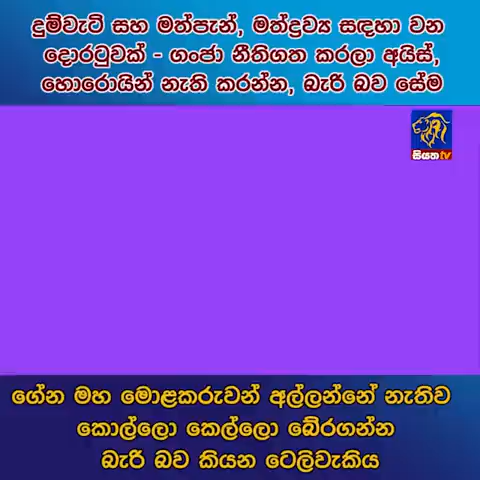 දුම්වැටි සහ මත්පැන්, මත්ද්‍රව්‍ය සඳහා වන
දොරටුවක් - ගංජා නීතිගත කරලා අයිස්,
හොරොයින් නැති කරන්න, බැරි බව සේම
සියත tv
ගේන මහ මොළකරුවන් අල්ලන්නේ නැතිව
කොල්ලො කෙල්ලො බේරගන්න
බැරි බව කියන ටෙලිවැකිය